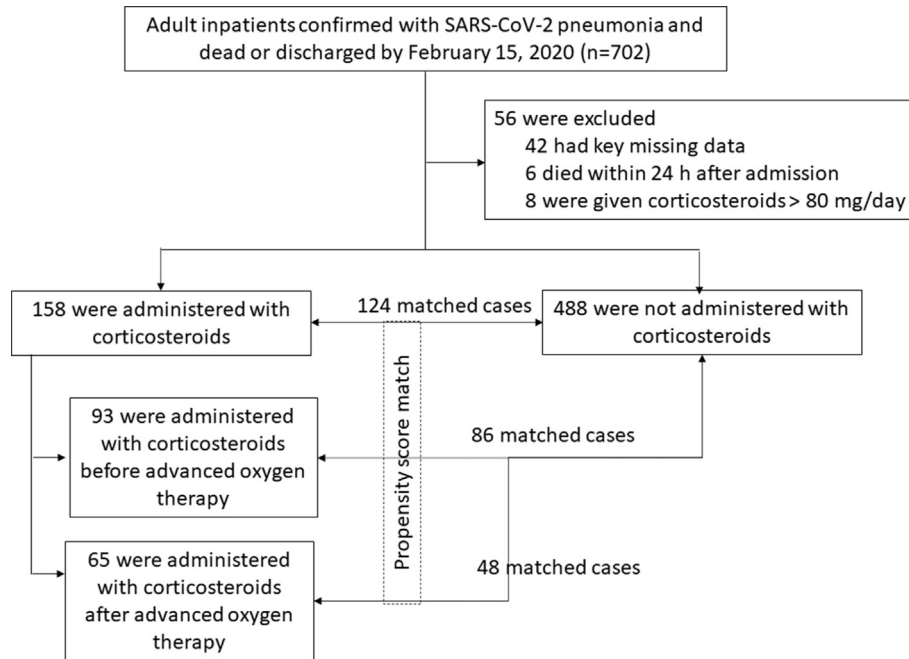 Adult inpatients confirmed with SARS-CoV-2 pneumonia and
dead or discharged by February 15, 2020 (n=702)
56 were excluded
42 had key missing data
6 died within 24 h after admission
8 were given corticosteroids > 80 mg/day
158 were administered with
corticosteroids
124 matched cases
488 were not administered with
corticosteroids
Propensity score match
93 were administered
with corticosteroids
before advanced oxygen
therapy
86 matched cases
65 were administered
with corticosteroids
after advanced oxygen
therapy
48 matched cases